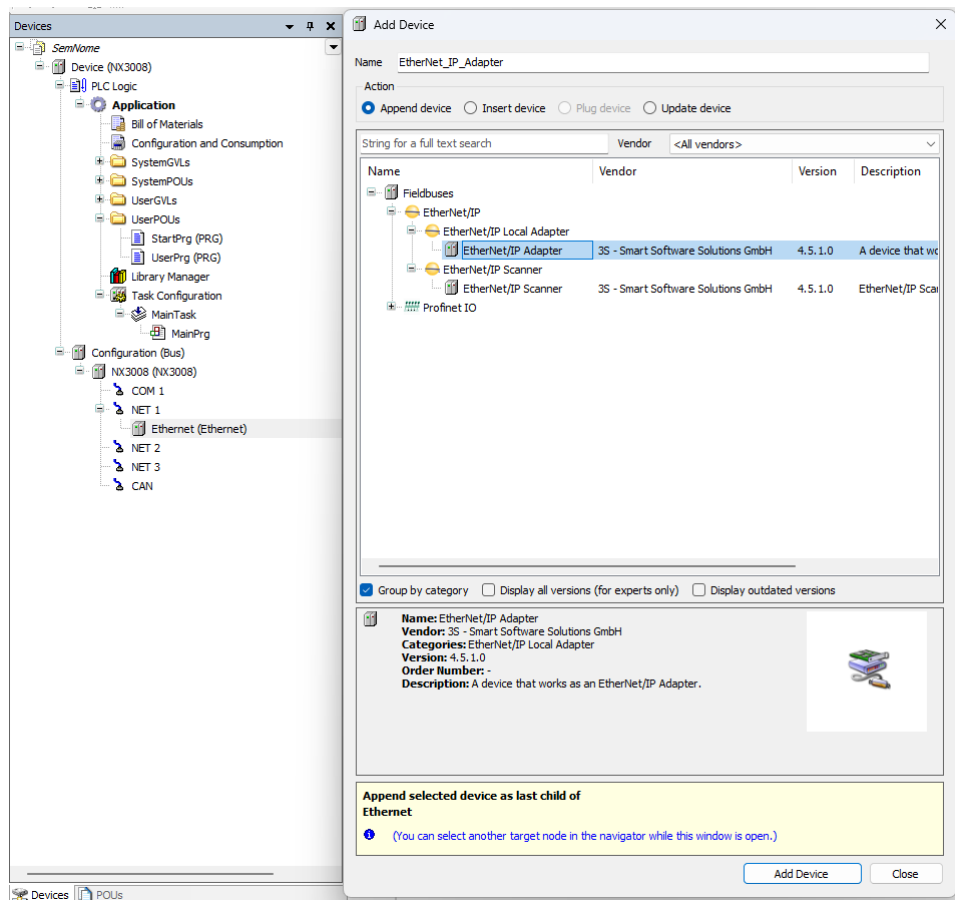 Devices
SemNome
Device (NX3008)
PLC Logic
Application
Bill of Materials
Configuration and Consumption
SystemGVLs
SystemPOUs
UserGVLs
UserPOUs
StartPrg (PRG)
UserPrg (PRG)
Library Manager
Task Configuration
MainTask
MainPrg
Configuration (Bus)
NX3008 (NX3008)
COM 1
NET 1
Ethernet (Ethernet)
NET 2
NET 3
CAN
Devices POUs
Add Device
Name EtherNet_IP_Adapter
Action
Append device Insert device Plug device Update device
String for a full text search Vendor <All vendors>
Name Vendor Version Description
Fieldbuses
EtherNet/IP
EtherNet/IP Local Adapter
EtherNet/IP Adapter 3S - Smart Software Solutions GmbH 4.5.1.0 A device that wo
EtherNet/IP Scanner
EtherNet/IP Scanner 3S - Smart Software Solutions GmbH 4.5.1.0 EtherNet/IP Scan
Profinet IO
Group by category Display all versions (for experts only) Display outdated versions
Name: EtherNet/IP Adapter
Vendor: 3S - Smart Software Solutions GmbH
Categories: EtherNet/IP Local Adapter
Version: 4.5.1.0
Order Number: -
Description: A device that works as an EtherNet/IP Adapter.
Append selected device as last child of
Ethernet
(You can select another target node in the navigator while this window is open.)
Add Device Close